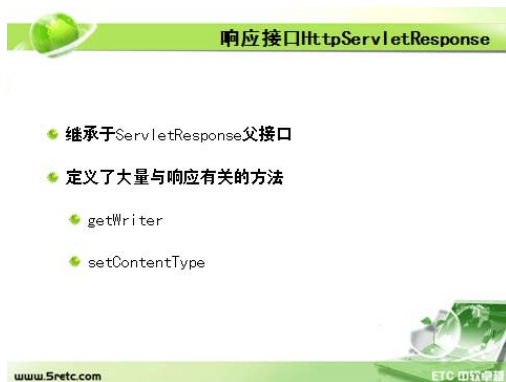 响应接口HttpServletResponse
继承于ServletResponse父接口
定义了大量与响应有关的方法
getWriter
setContentType
www.5retc.com
ETC 中软卓越